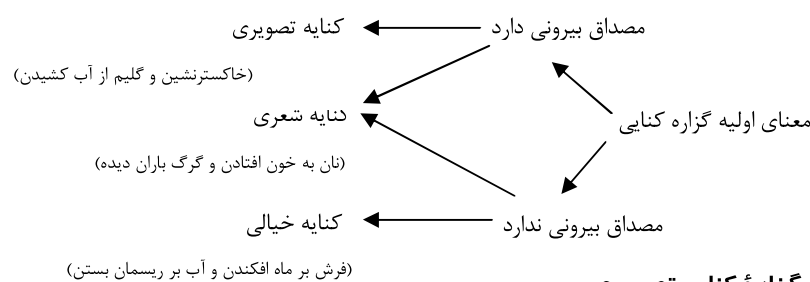 مصداق بیرونی دارد
کنایه تصویری
(خاکسترنشین و گلیم از آب کشیدن)
معنای اولیه گزاره کنایی
کنایه شعری
(نان به خون افتادن و گرگ باران دیده)
مصداق بیرونی ندارد
کنایه خیالی
(فرش بر ماه افکندن و آب بر ریسمان بستن)